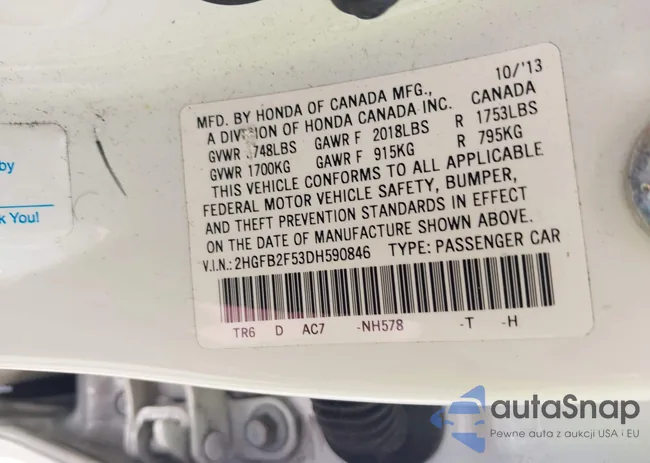 10/'13
MFD. BY HONDA OF CANADA MFG.,
A DIVISION OF HONDA CANADA INC. CANADA
GVWR 3748LBS GAWR F 2018LBS R 1753LBS
GVWR 1700KG GAWR F 915KG R 795KG
THIS VEHICLE CONFORMS TO ALL APPLICABLE
FEDERAL MOTOR VEHICLE SAFETY, BUMPER,
AND THEFT PREVENTION STANDARDS IN EFFECT
ON THE DATE OF MANUFACTURE SHOWN ABOVE.
V.I.N.: 2HGFB2F53DH590846 TYPE: PASSENGER CAR
TR6 D AC7 -NH578 -T -H
by
k You!
autoSnap
Pewne auta z aukcji USA i EU